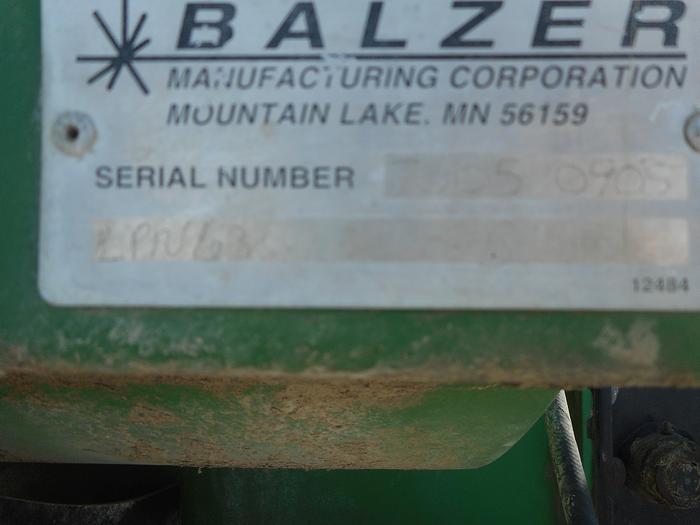 BALZER
MANUFACTURING CORPORATION
MOUNTAIN LAKE. MN 56159
SERIAL NUMBER
12484